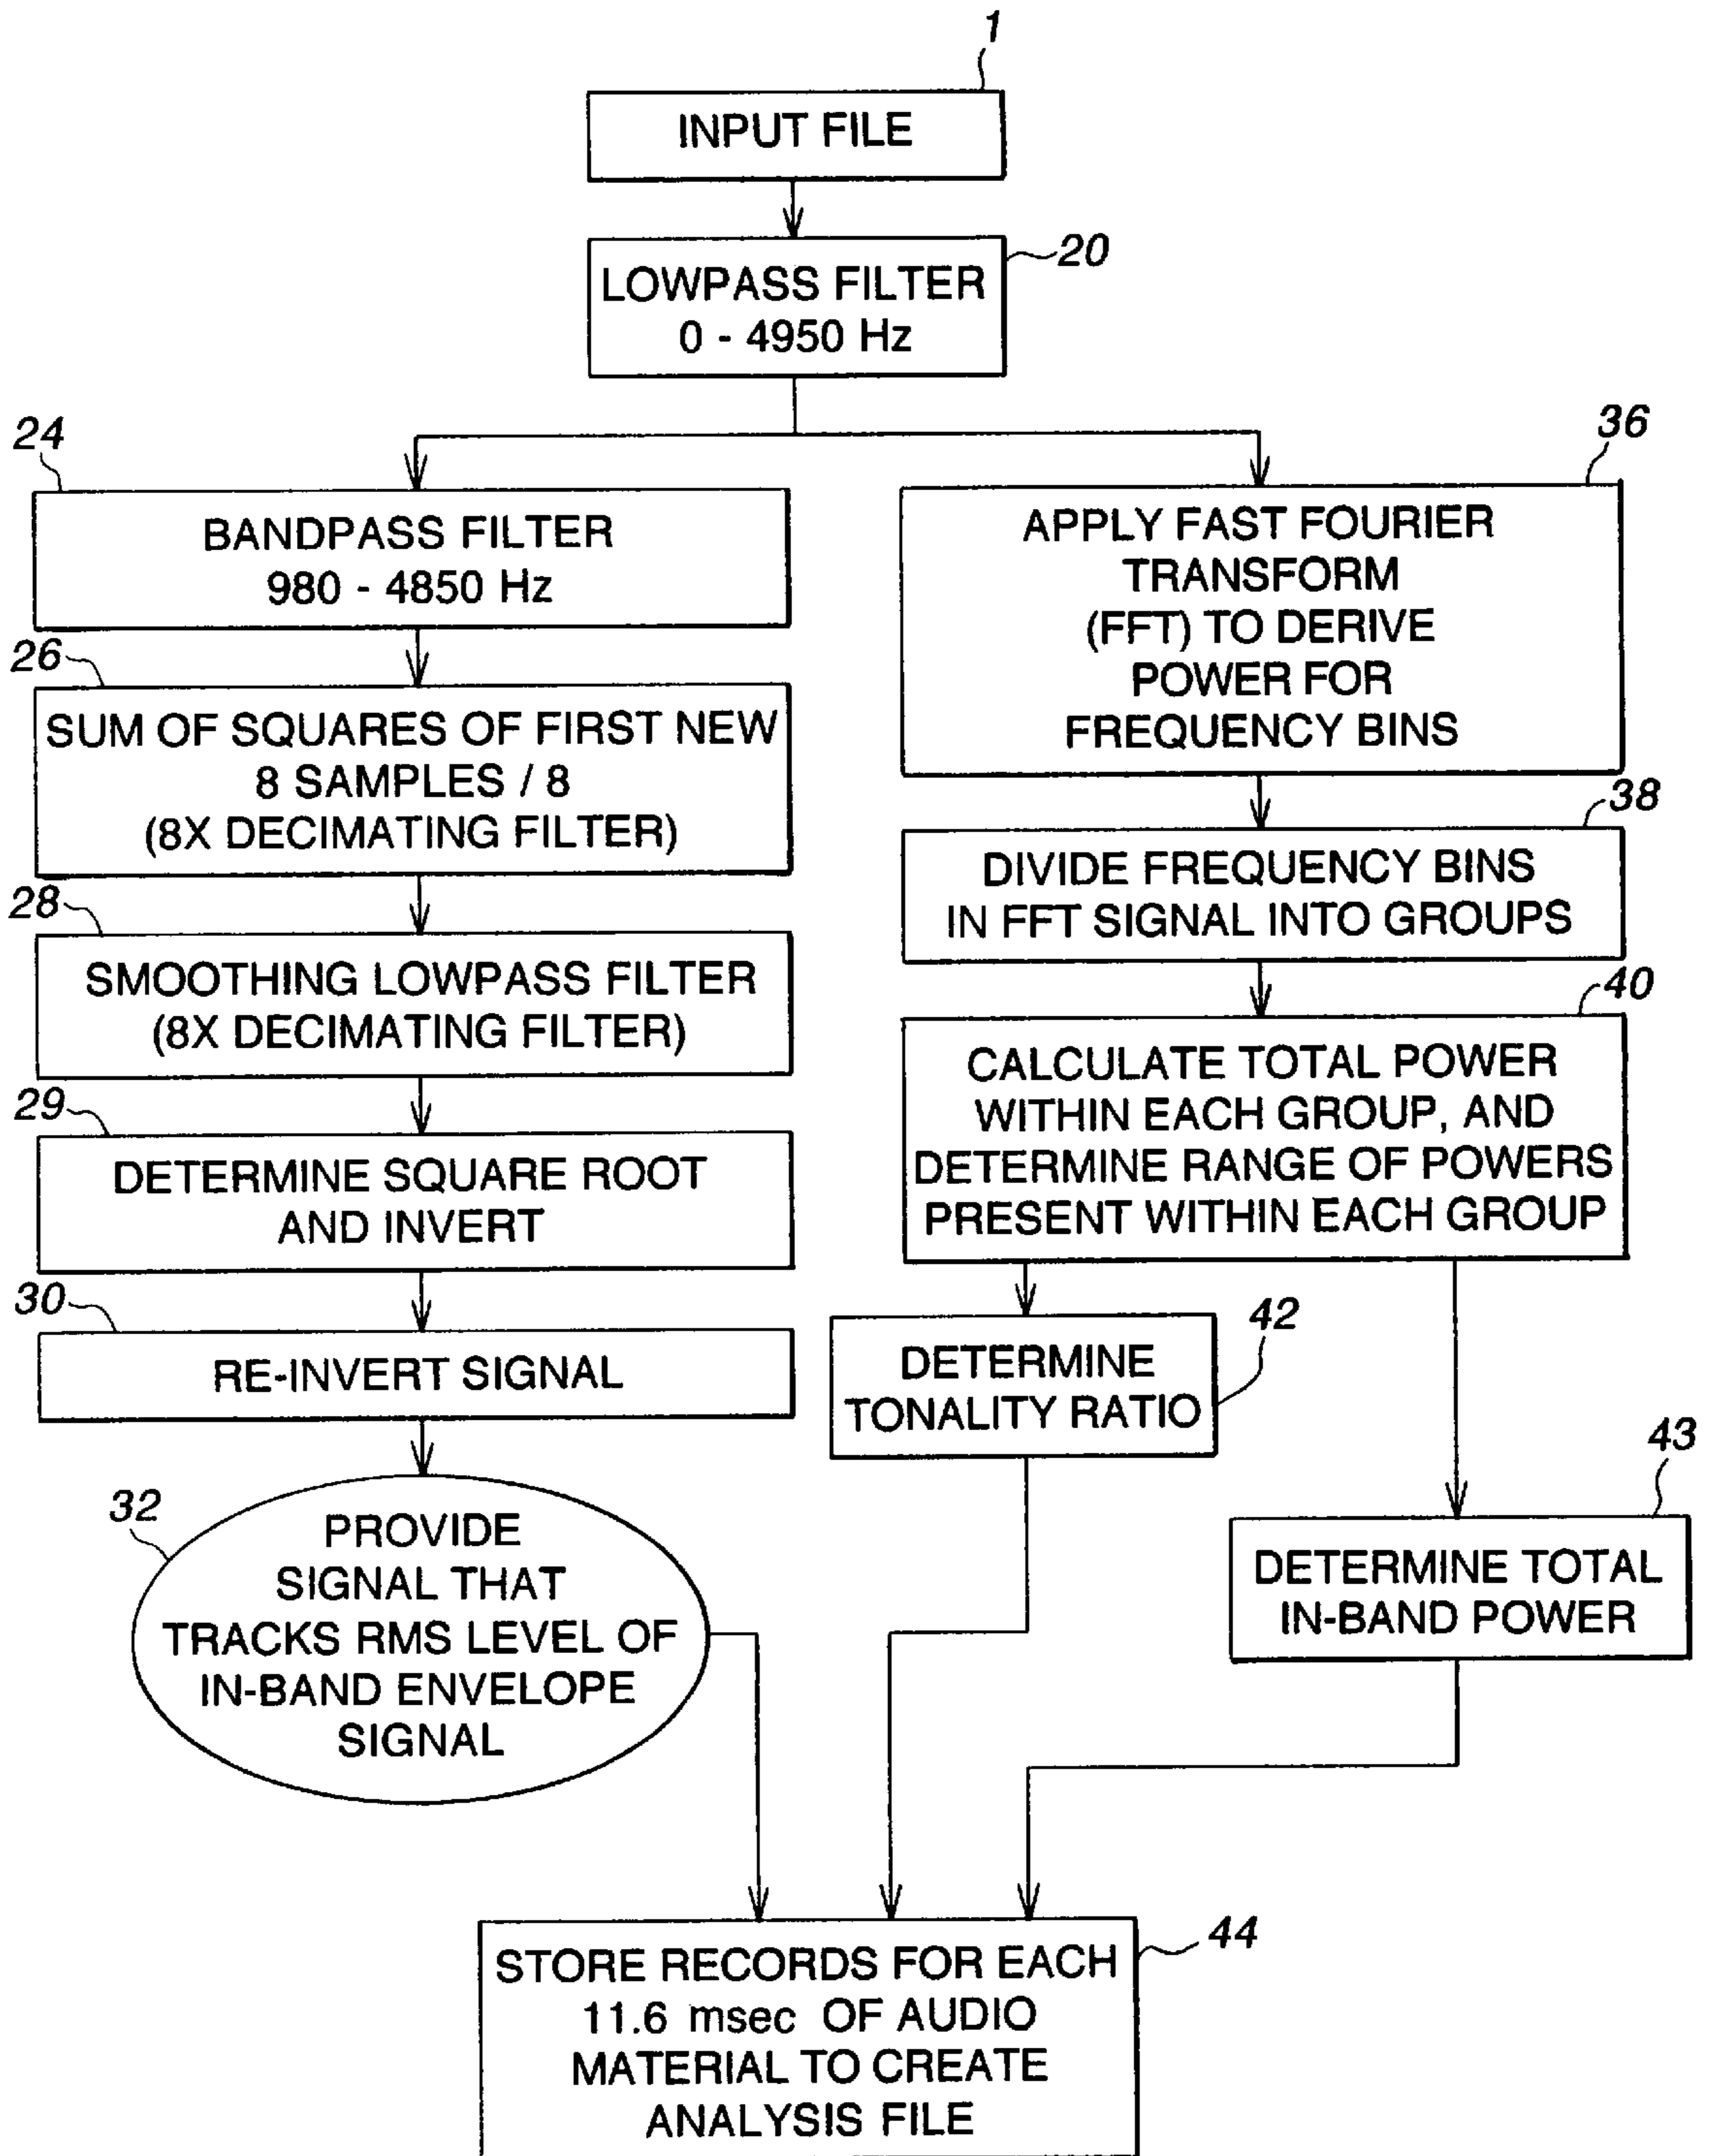 1
INPUT FILE
20
LOWPASS FILTER
0 - 4950 Hz
24
BANDPASS FILTER
980 - 4850 Hz
26
SUM OF SQUARES OF FIRST NEW
8 SAMPLES / 8
(8X DECIMATING FILTER)
28
SMOOTHING LOWPASS FILTER
(8X DECIMATING FILTER)
29
DETERMINE SQUARE ROOT
AND INVERT
30
RE-INVERT SIGNAL
32
PROVIDE
SIGNAL THAT
TRACKS RMS LEVEL OF
IN-BAND ENVELOPE
SIGNAL
36
APPLY FAST FOURIER
TRANSFORM
(FFT) TO DERIVE
POWER FOR
FREQUENCY BINS
38
DIVIDE FREQUENCY BINS
IN FFT SIGNAL INTO GROUPS
40
CALCULATE TOTAL POWER
WITHIN EACH GROUP, AND
DETERMINE RANGE OF POWERS
PRESENT WITHIN EACH GROUP
42
DETERMINE
TONALITY RATIO
43
DETERMINE TOTAL
IN-BAND POWER
44
STORE RECORDS FOR EACH
11.6 msec OF AUDIO
MATERIAL TO CREATE
ANALYSIS FILE